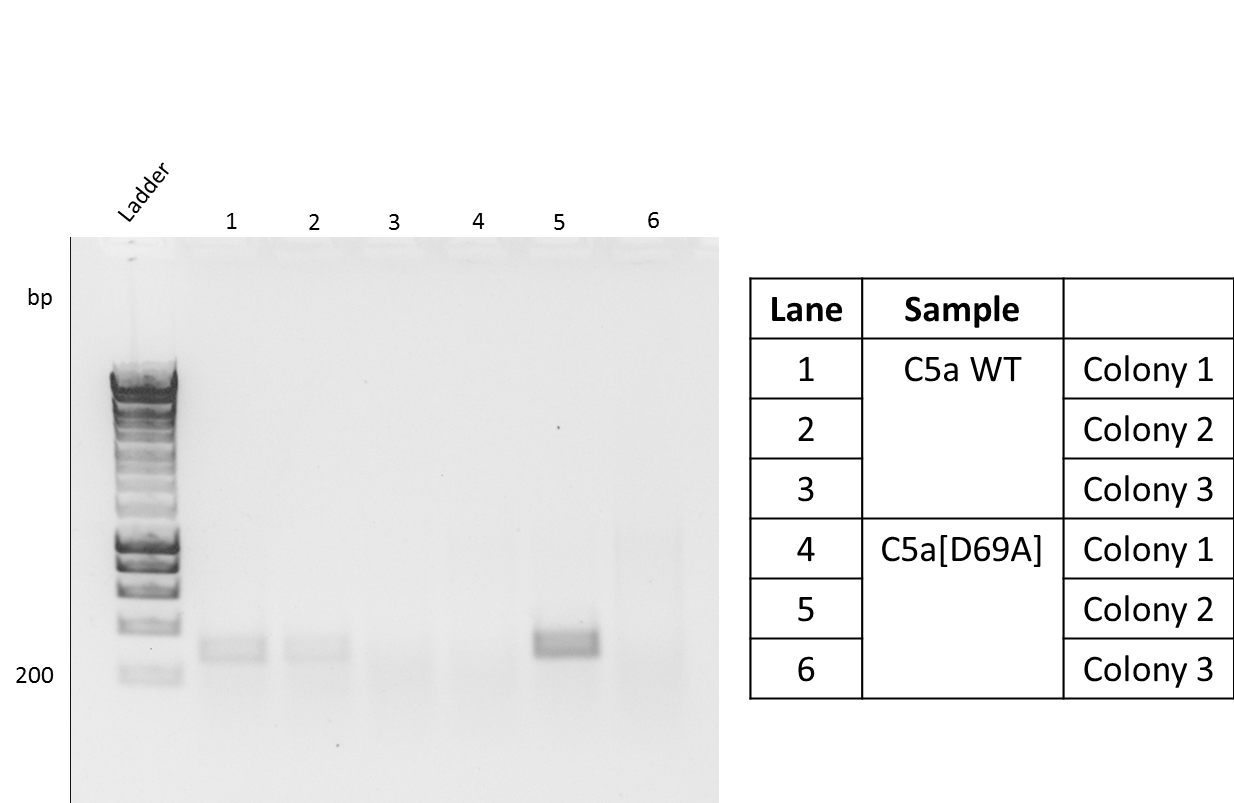 Ladder
1 2 3 4 5 6
bp
200
Lane Sample
1 C5a WT Colony 1
2 Colony 2
3 Colony 3
4 C5a[D69A] Colony 1
5 Colony 2
6 Colony 3